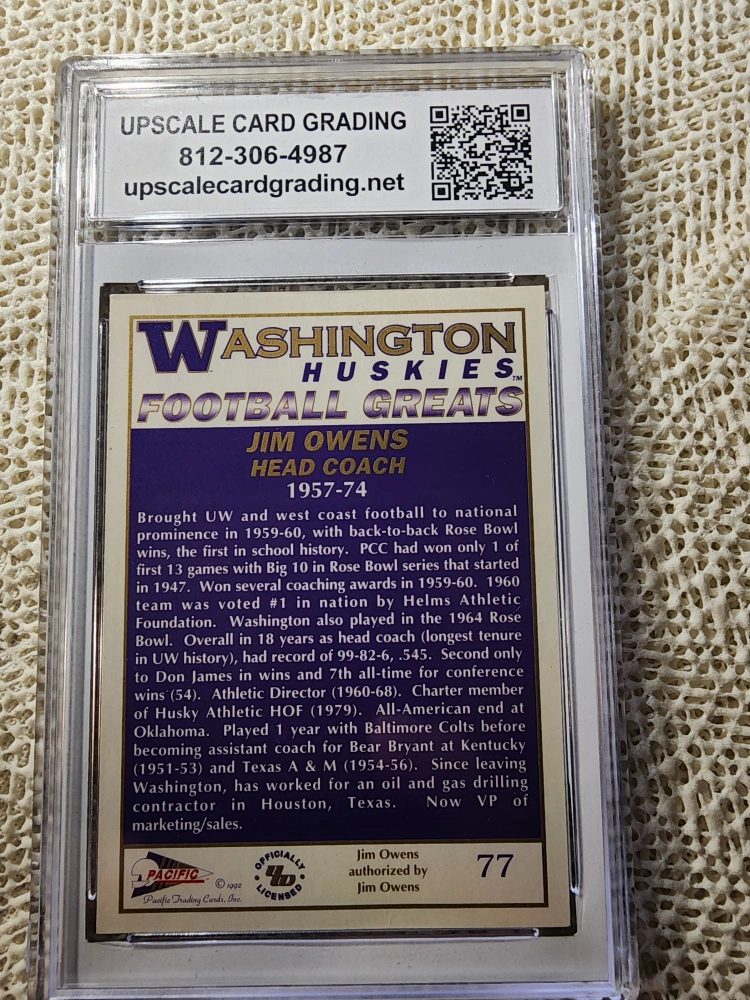 UPSCALE CARD GRADING
812-306-4987
upscalecardgrading.net
WASHINGTON
HUSKIES™
FOOTBALL GREATS
JIM OWENS
HEAD COACH
1957-74
Brought UW and west coast football to national
prominence in 1959-60, with back-to-back Rose Bowl
wins, the first in school history. PCC had won only 1 of
first 13 games with Big 10 in Rose Bowl series that started
in 1947. Won several coaching awards in 1959-60. 1960
team was voted #1 in nation by Helms Athletic
Foundation. Washington also played in the 1964 Rose
Bowl. Overall in 18 years as head coach (longest tenure
in UW history), had record of 99-82-6, .545. Second only
to Don James in wins and 7th all-time for conference
wins (54). Athletic Director (1960-68). Charter member
of Husky Athletic HOF (1979). All-American end at
Oklahoma. Played 1 year with Baltimore Colts before
becoming assistant coach for Bear Bryant at Kentucky
(1951-53) and Texas A & M (1954-56). Since leaving
Washington, has worked for an oil and gas drilling
contractor in Houston, Texas. Now VP of
marketing/sales.
PACIFIC
© 1992
Pacific Trading Cards, Inc.
OFFICIALLY
LICENSED
Jim Owens
authorized by
Jim Owens
77